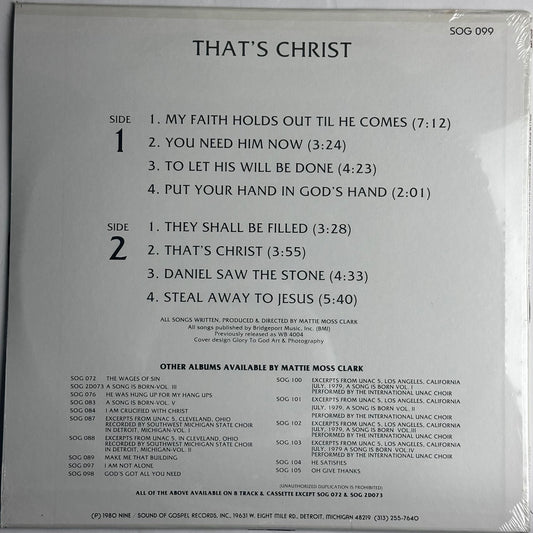 SOG 099
THAT'S CHRIST
SIDE 1
1. MY FAITH HOLDS OUT TIL HE COMES (7:12)
2. YOU NEED HIM NOW (3:24)
3. TO LET HIS WILL BE DONE (4:23)
4. PUT YOUR HAND IN GOD'S HAND (2:01)
SIDE 2
1. THEY SHALL BE FILLED (3:28)
2. THAT'S CHRIST (3:55)
3. DANIEL SAW THE STONE (4:33)
4. STEAL AWAY TO JESUS (5:40)
ALL SONGS WRITTEN, PRODUCED & DIRECTED BY MATTIE MOSS CLARK
All songs published by Bridgeport Music, Inc. (BMI)
Previously released as WB 4004
Cover design Glory To God Art & Photography
OTHER ALBUMS AVAILABLE BY MATTIE MOSS CLARK
SOG 072 THE WAGES OF SIN
SOG 2D073 A SONG IS BORN-VOL. III
SOG 076 HE WAS HUNG UP FOR MY HANG UPS
SOG 083 A SONG IS BORN-VOL. V
SOG 084 I AM CRUCIFIED WITH CHRIST
SOG 087 EXCERPTS FROM UNAC 5, CLEVELAND, OHIO
RECORDED BY SOUTHWEST MICHIGAN STATE CHOIR
IN DETROIT, MICHIGAN-VOL. I
SOG 088 EXCERPTS FROM UNAC 5, IN CLEVELAND, OHIO
RECORDED BY SOUTHWEST MICHIGAN STATE CHOIR
IN DETROIT, MICHIGAN-VOL. II
SOG 089 MAKE ME THAT BUILDING
SOG 097 I AM NOT ALONE
SOG 098 GOD'S GOT ALL YOU NEED
SOG 100 EXCERPTS FROM UNAC 5, LOS ANGELES, CALIFORNIA
JULY, 1979, A SONG IS BORN VOL. I
PERFORMED BY THE INTERNATIONAL UNAC CHOIR
SOG 101 EXCERPTS FROM UNAC 5, LOS ANGELES, CALIFORNIA
JULY, 1979 A SONG IS BORN VOL. II
PERFORMED BY THE INTERNATIONAL UNAC CHOIR
SOG 102 EXCERPTS FROM UNAC 5, LOS ANGELES, CALIFORNIA
JULY, 1979 A SONG IS BORN VOL.III
PERFORMED BY THE INTERNATIONAL UNAC CHOIR
SOG 103 EXCERPTS FROM UNAC 5, LOS ANGELES, CALIFORNIA
JULY, 1979 A SONG IS BORN VOL.IV
PERFORMED BY THE INTERNATIONAL UNAC CHOIR
SOG 104 HE SATISFIES
SOG 105 OH GIVE THANKS
(UNAUTHORIZED DUPLICATION IS PROHIBITED)
ALL OF THE ABOVE AVAILABLE ON 8 TRACK & CASSETTE EXCEPT SOG 072 & SOG 2D073
(P) 1980 NINE / SOUND OF GOSPEL RECORDS, INC., 19631 W. EIGHT MILE RD., DETROIT, MICHIGAN 48219 (313) 255-7640